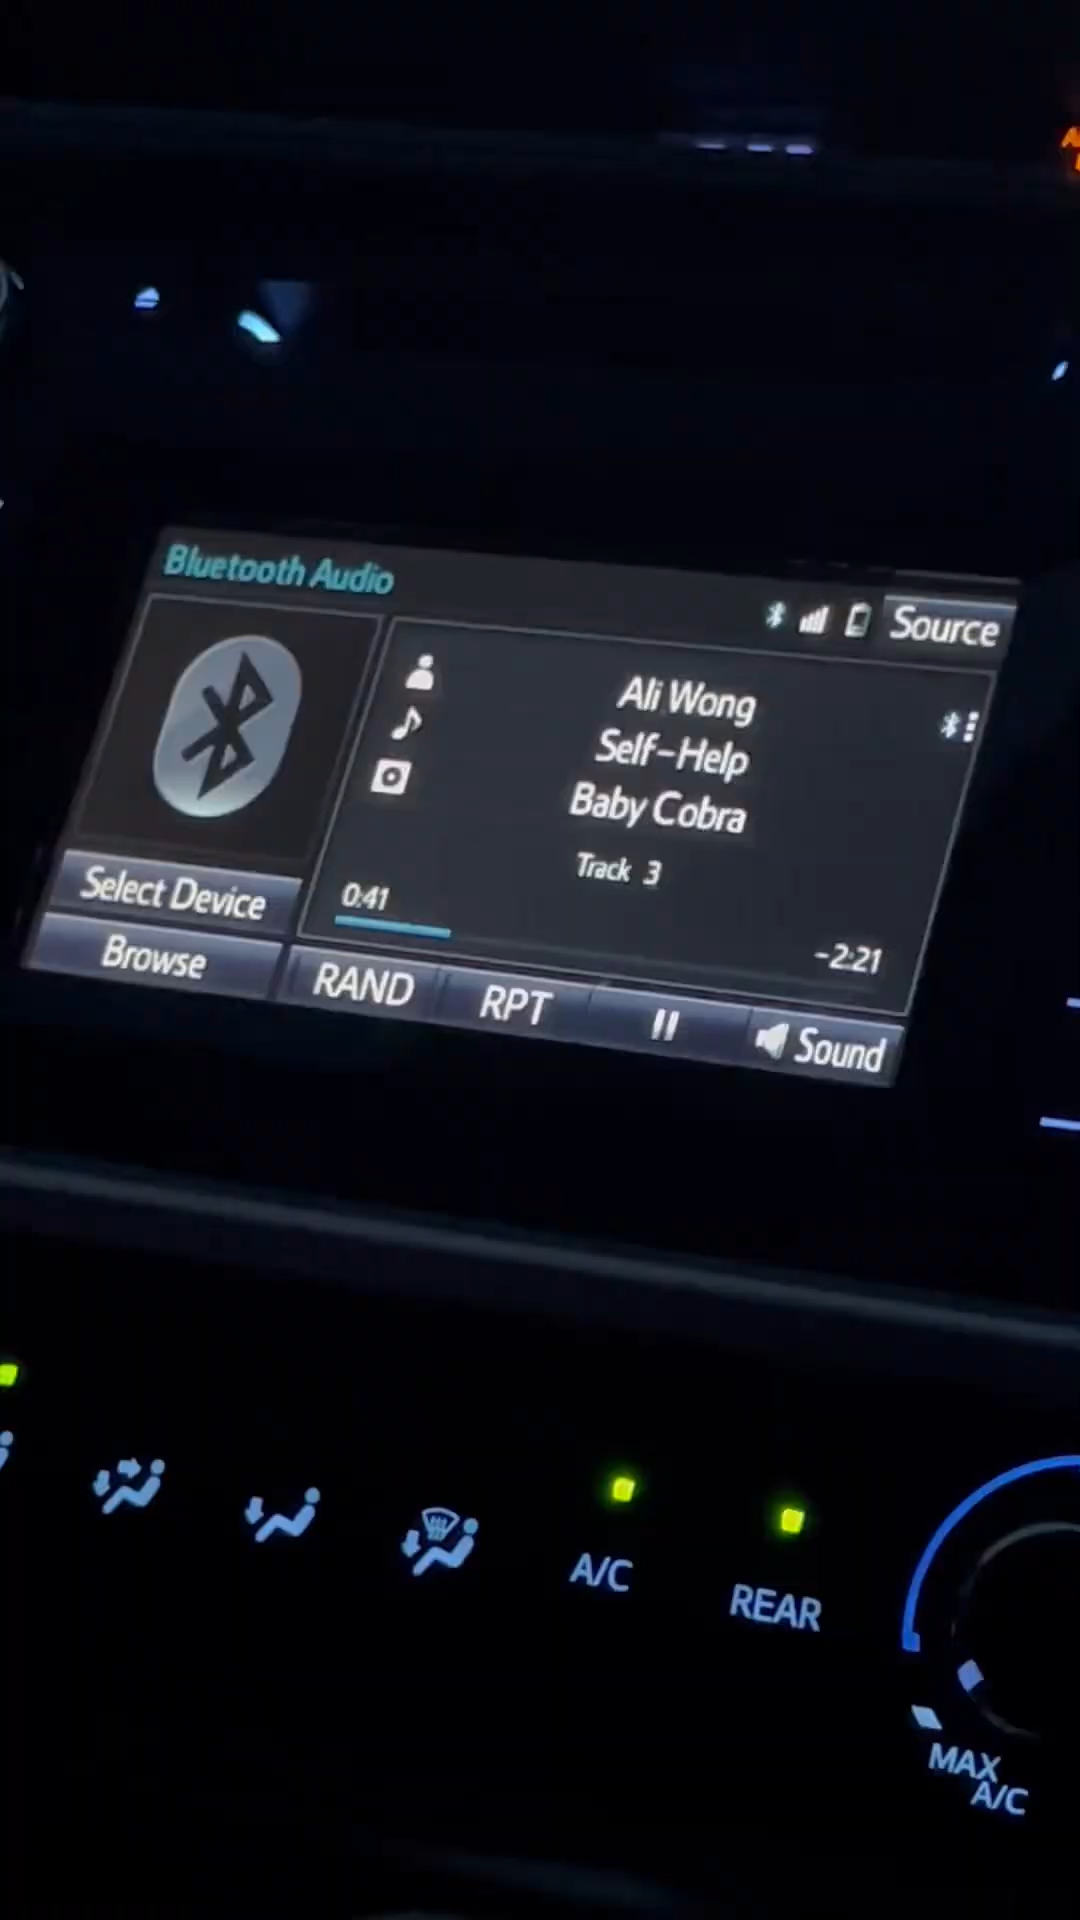 Bluetooth Audio
Source
Ali Wong
Self-Help
Baby Cobra
Track 3
0:41
-2:21
Select Device
Browse
RAND
RPT
Sound
A/C
REAR
MAX
A/C